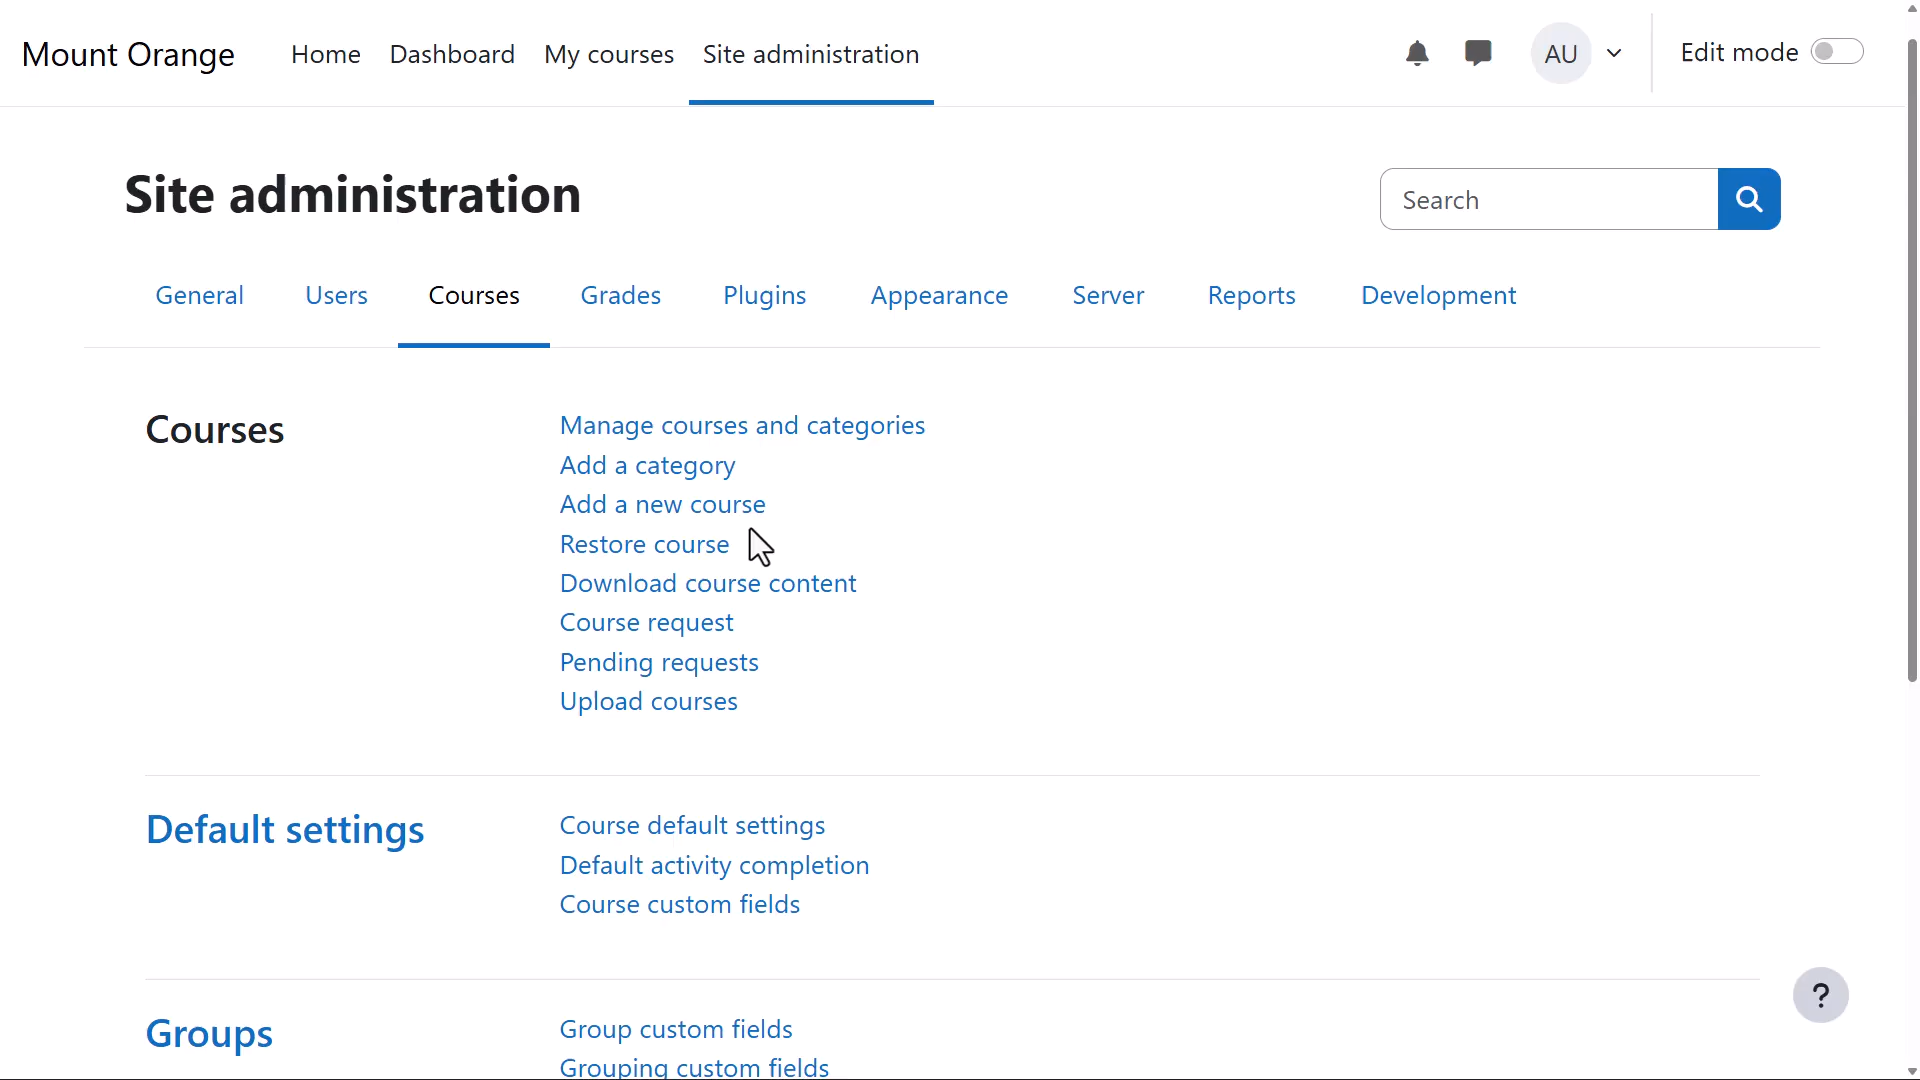 Mount Orange Home Dashboard My courses Site administration AU Edit mode
Site administration
Search
General Users Courses Grades Plugins Appearance Server Reports Development
Courses
Manage courses and categories
Add a category
Add a new course
Restore course
Download course content
Course request
Pending requests
Upload courses
Default settings
Course default settings
Default activity completion
Course custom fields
?
Groups
Group custom fields
Grouping custom fields